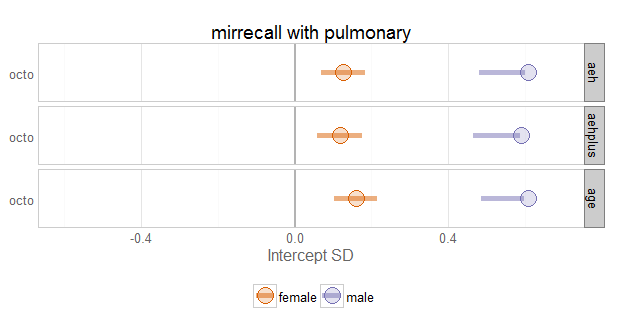 mirrecall with pulmonary
octo
aeh
octo
aehplus
octo
age
-0.4 0.0 0.4
Intercept SD
female male